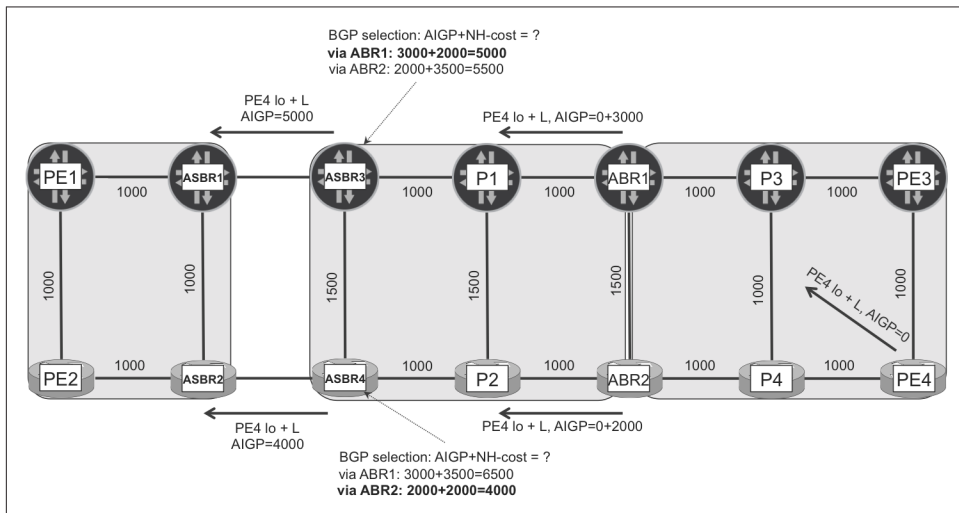 BGP selection: AIGP+NH-cost = ?
via ABR1: 3000+2000=5000
via ABR2: 2000+3500=5500
PE4 lo + L
AIGP=5000
PE4 lo + L, AIGP=0+3000
PE1
1000
ASBR1
ASBR3
1000
P1
1000
ABR1
1000
P3
1000
PE3
1000
1000
1500
1500
1500
1000
1000
PE4 lo + L, AIGP=0
PE2
1000
ASBR2
ASBR4
1000
P2
1000
ABR2
1000
P4
1000
PE4
PE4 lo + L
AIGP=4000
PE4 lo + L, AIGP=0+2000
BGP selection: AIGP+NH-cost = ?
via ABR1: 3000+3500=6500
via ABR2: 2000+2000=4000